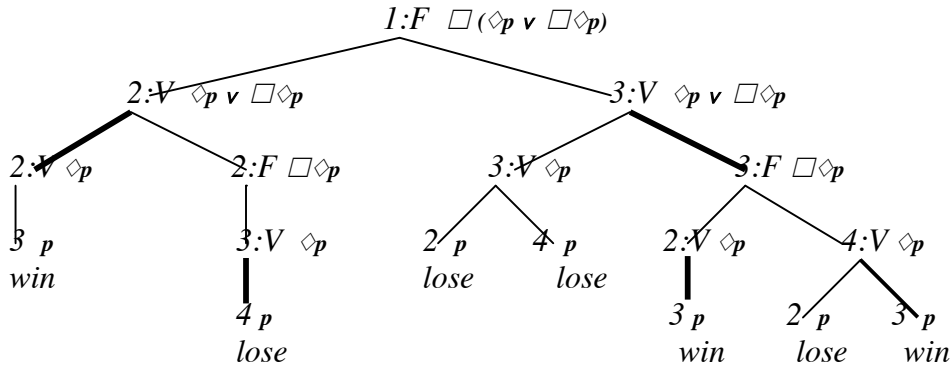 1:F □ (◇p ∨ □◇p)
2:V ◇p ∨ □◇p 3:V ◇p ∨ □◇p
2:V ◇p 2:F □◇p 3:V ◇p 3:F □◇p
3 p 3:V ◇p 2 p 4 p 2:V ◇p 4:V ◇p
win lose lose
4 p 3 p 2 p 3 p
lose win lose win